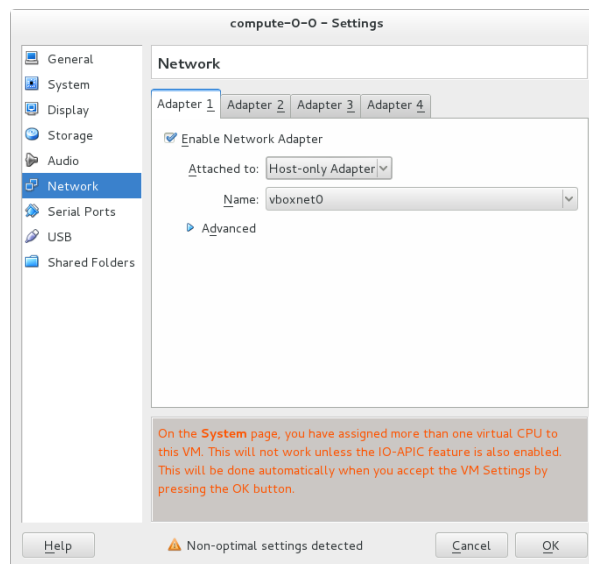 compute-0-0 - Settings
General
System
Display
Storage
Audio
Network
Serial Ports
USB
Shared Folders
Network
Adapter 1 Adapter 2 Adapter 3 Adapter 4
Enable Network Adapter
Attached to: Host-only Adapter
Name: vboxnet0
Advanced
On the System page, you have assigned more than one virtual CPU to
this VM. This will not work unless the IO-APIC feature is also enabled.
This will be done automatically when you accept the VM Settings by
pressing the OK button.
Help Non-optimal settings detected Cancel OK